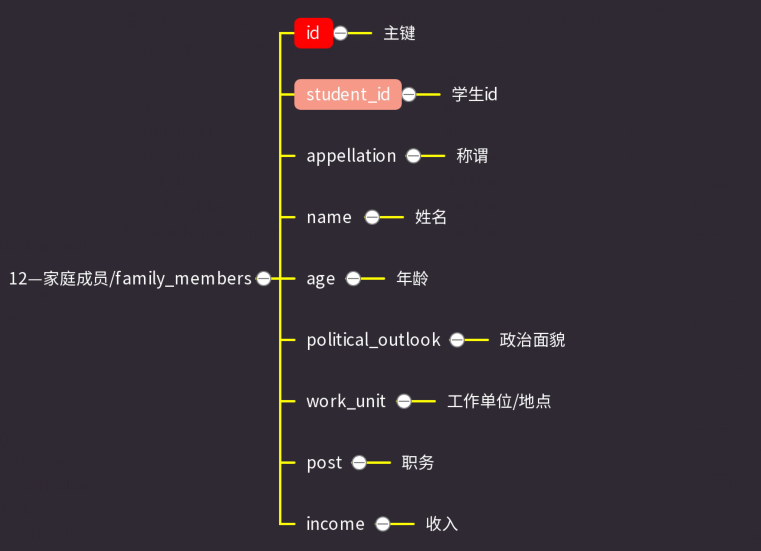 id 主键
student_id 学生id
appellation 称谓
name 姓名
12—家庭成员/family_members age 年龄
political_outlook 政治面貌
work_unit 工作单位/地点
post 职务
income 收入